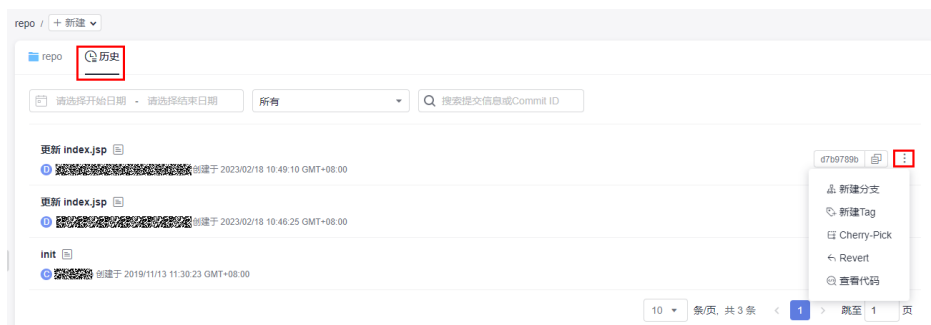 repo / + 新建
repo 历史
请选择开始日期 - 请选择结束日期 所有 搜索提交信息或Commit ID
更新 index.jsp
D 创建于 2023/02/18 10:49:10 GMT+08:00 d7b9789b
新建分支
更新 index.jsp
新建Tag
D 创建于 2023/02/18 10:46:25 GMT+08:00
Cherry-Pick
init
Revert
C 创建于 2019/11/13 11:30:23 GMT+08:00
查看代码
10 条/页, 共 3 条 < 1 > 跳至 1 页